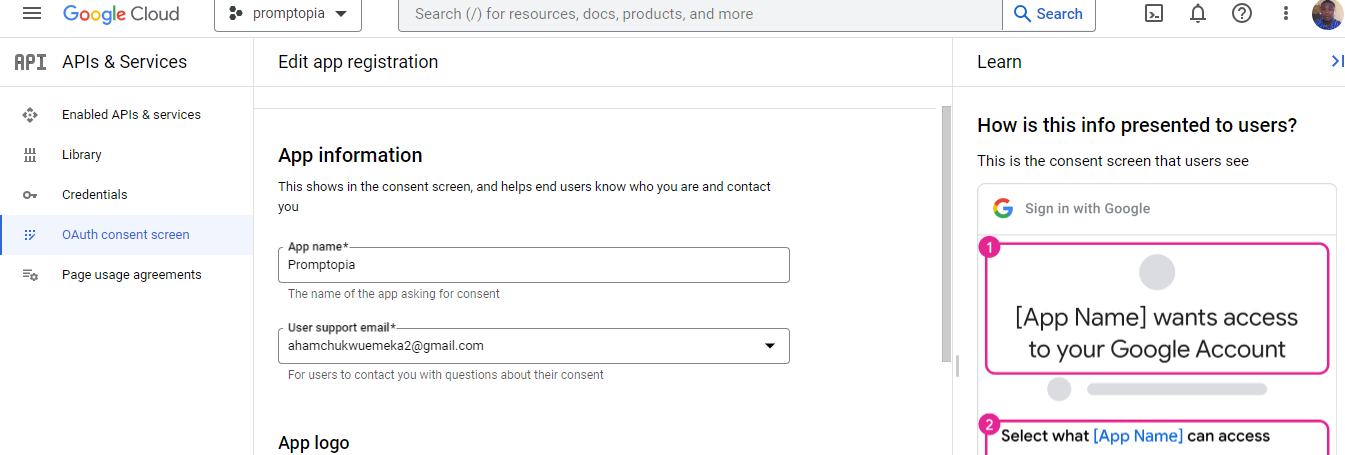 Google Cloud
promptopia
Search (/) for resources, docs, products, and more
Search
API
APIs & Services
Enabled APIs & services
Library
Credentials
OAuth consent screen
Page usage agreements
Edit app registration
App information
This shows in the consent screen, and helps end users know who you are and contact
you
App name*
Promptopia
The name of the app asking for consent
User support email*
ahamchukwuemeka2@gmail.com
For users to contact you with questions about their consent
App logo
Learn
How is this info presented to users?
This is the consent screen that users see
G Sign in with Google
1
[App Name] wants access
to your Google Account
2
Select what [App Name] can access